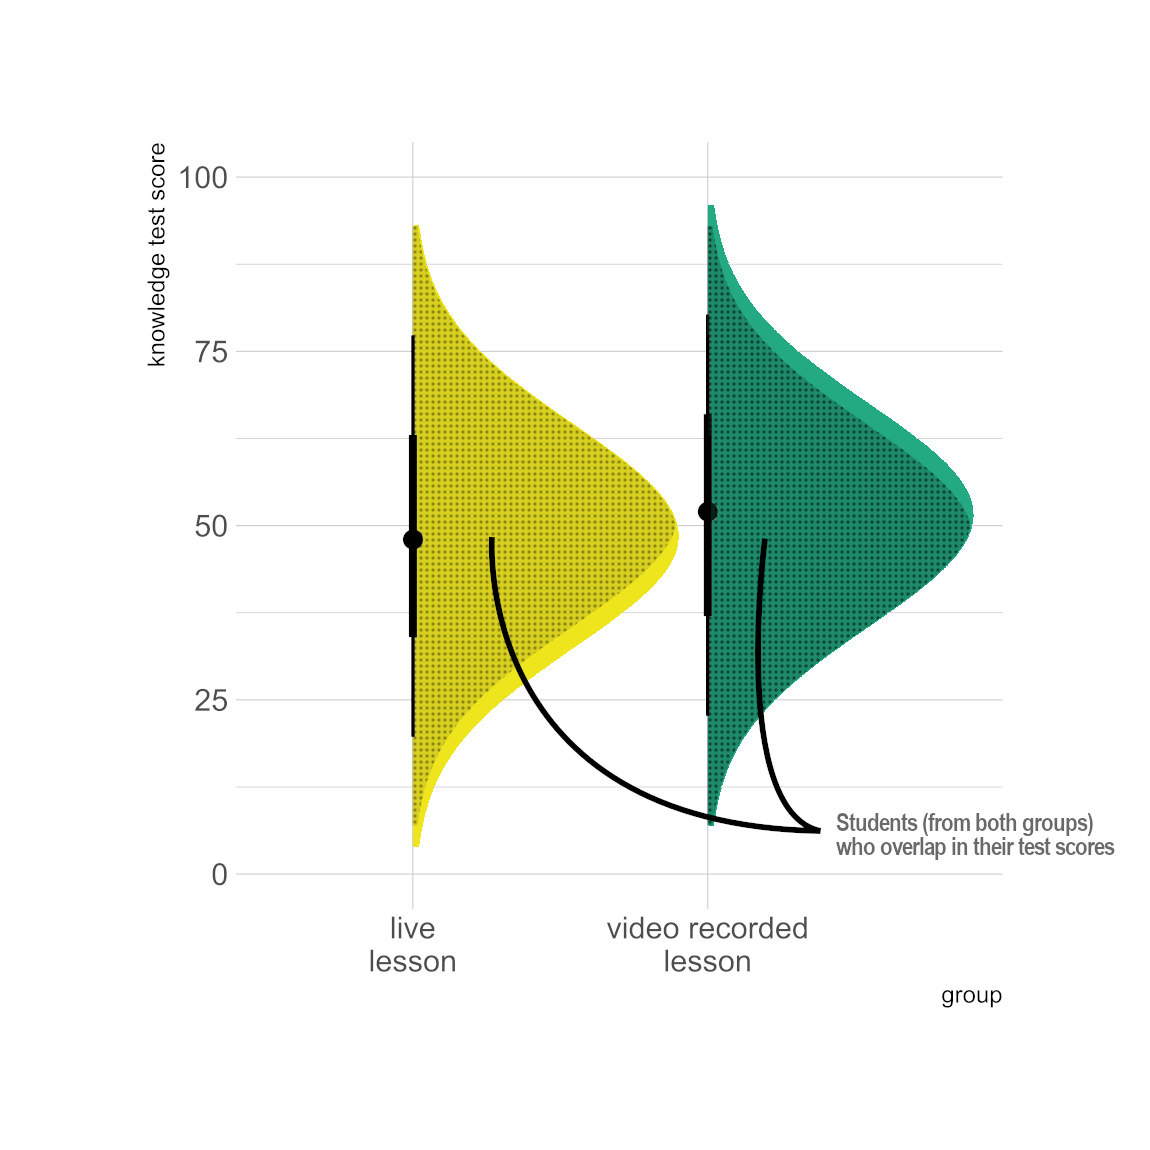 knowledge test score
100
75
50
25
0
Students (from both groups)
who overlap in their test scores
live
lesson
video recorded
lesson
group